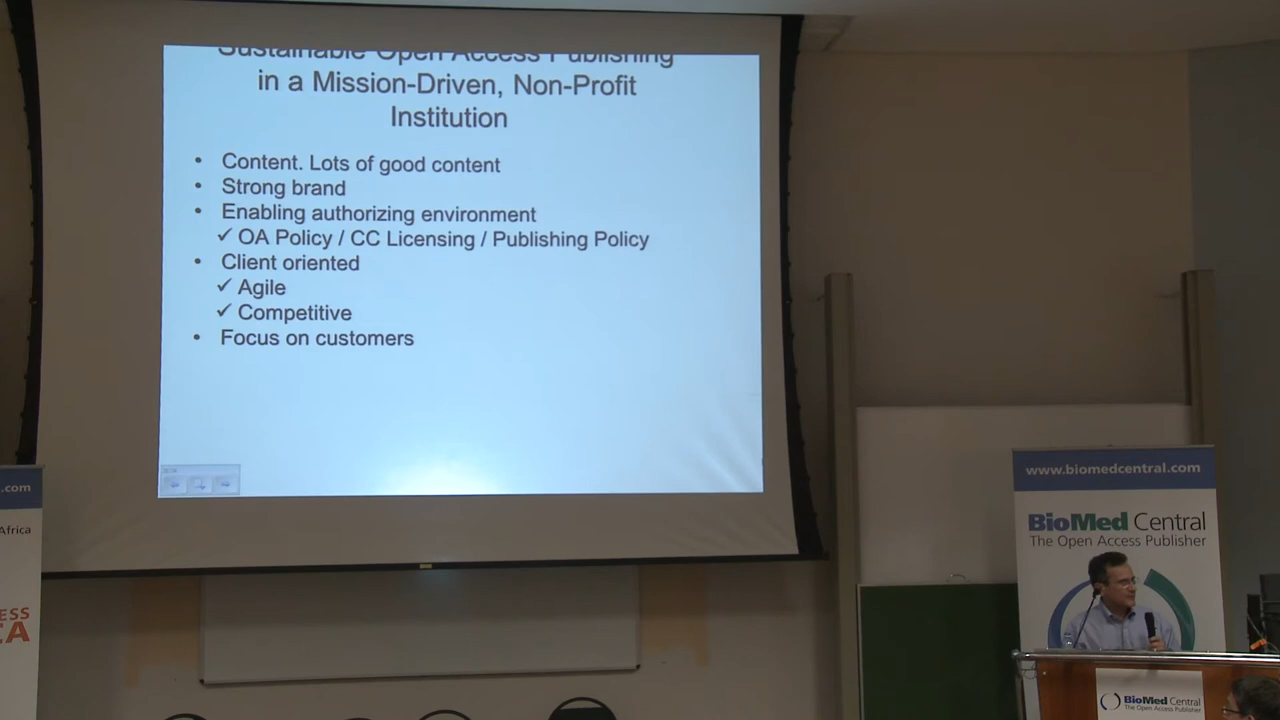 Sustainable Open Access Publishing
in a Mission-Driven, Non-Profit
Institution
• Content. Lots of good content
• Strong brand
• Enabling authorizing environment
✓ OA Policy / CC Licensing / Publishing Policy
• Client oriented
✓ Agile
✓ Competitive
• Focus on customers
.com
Africa
ESS
CA
www.biomedcentral.com
BioMed Central
The Open Access Publisher
BioMed Central
The Open Access Publisher